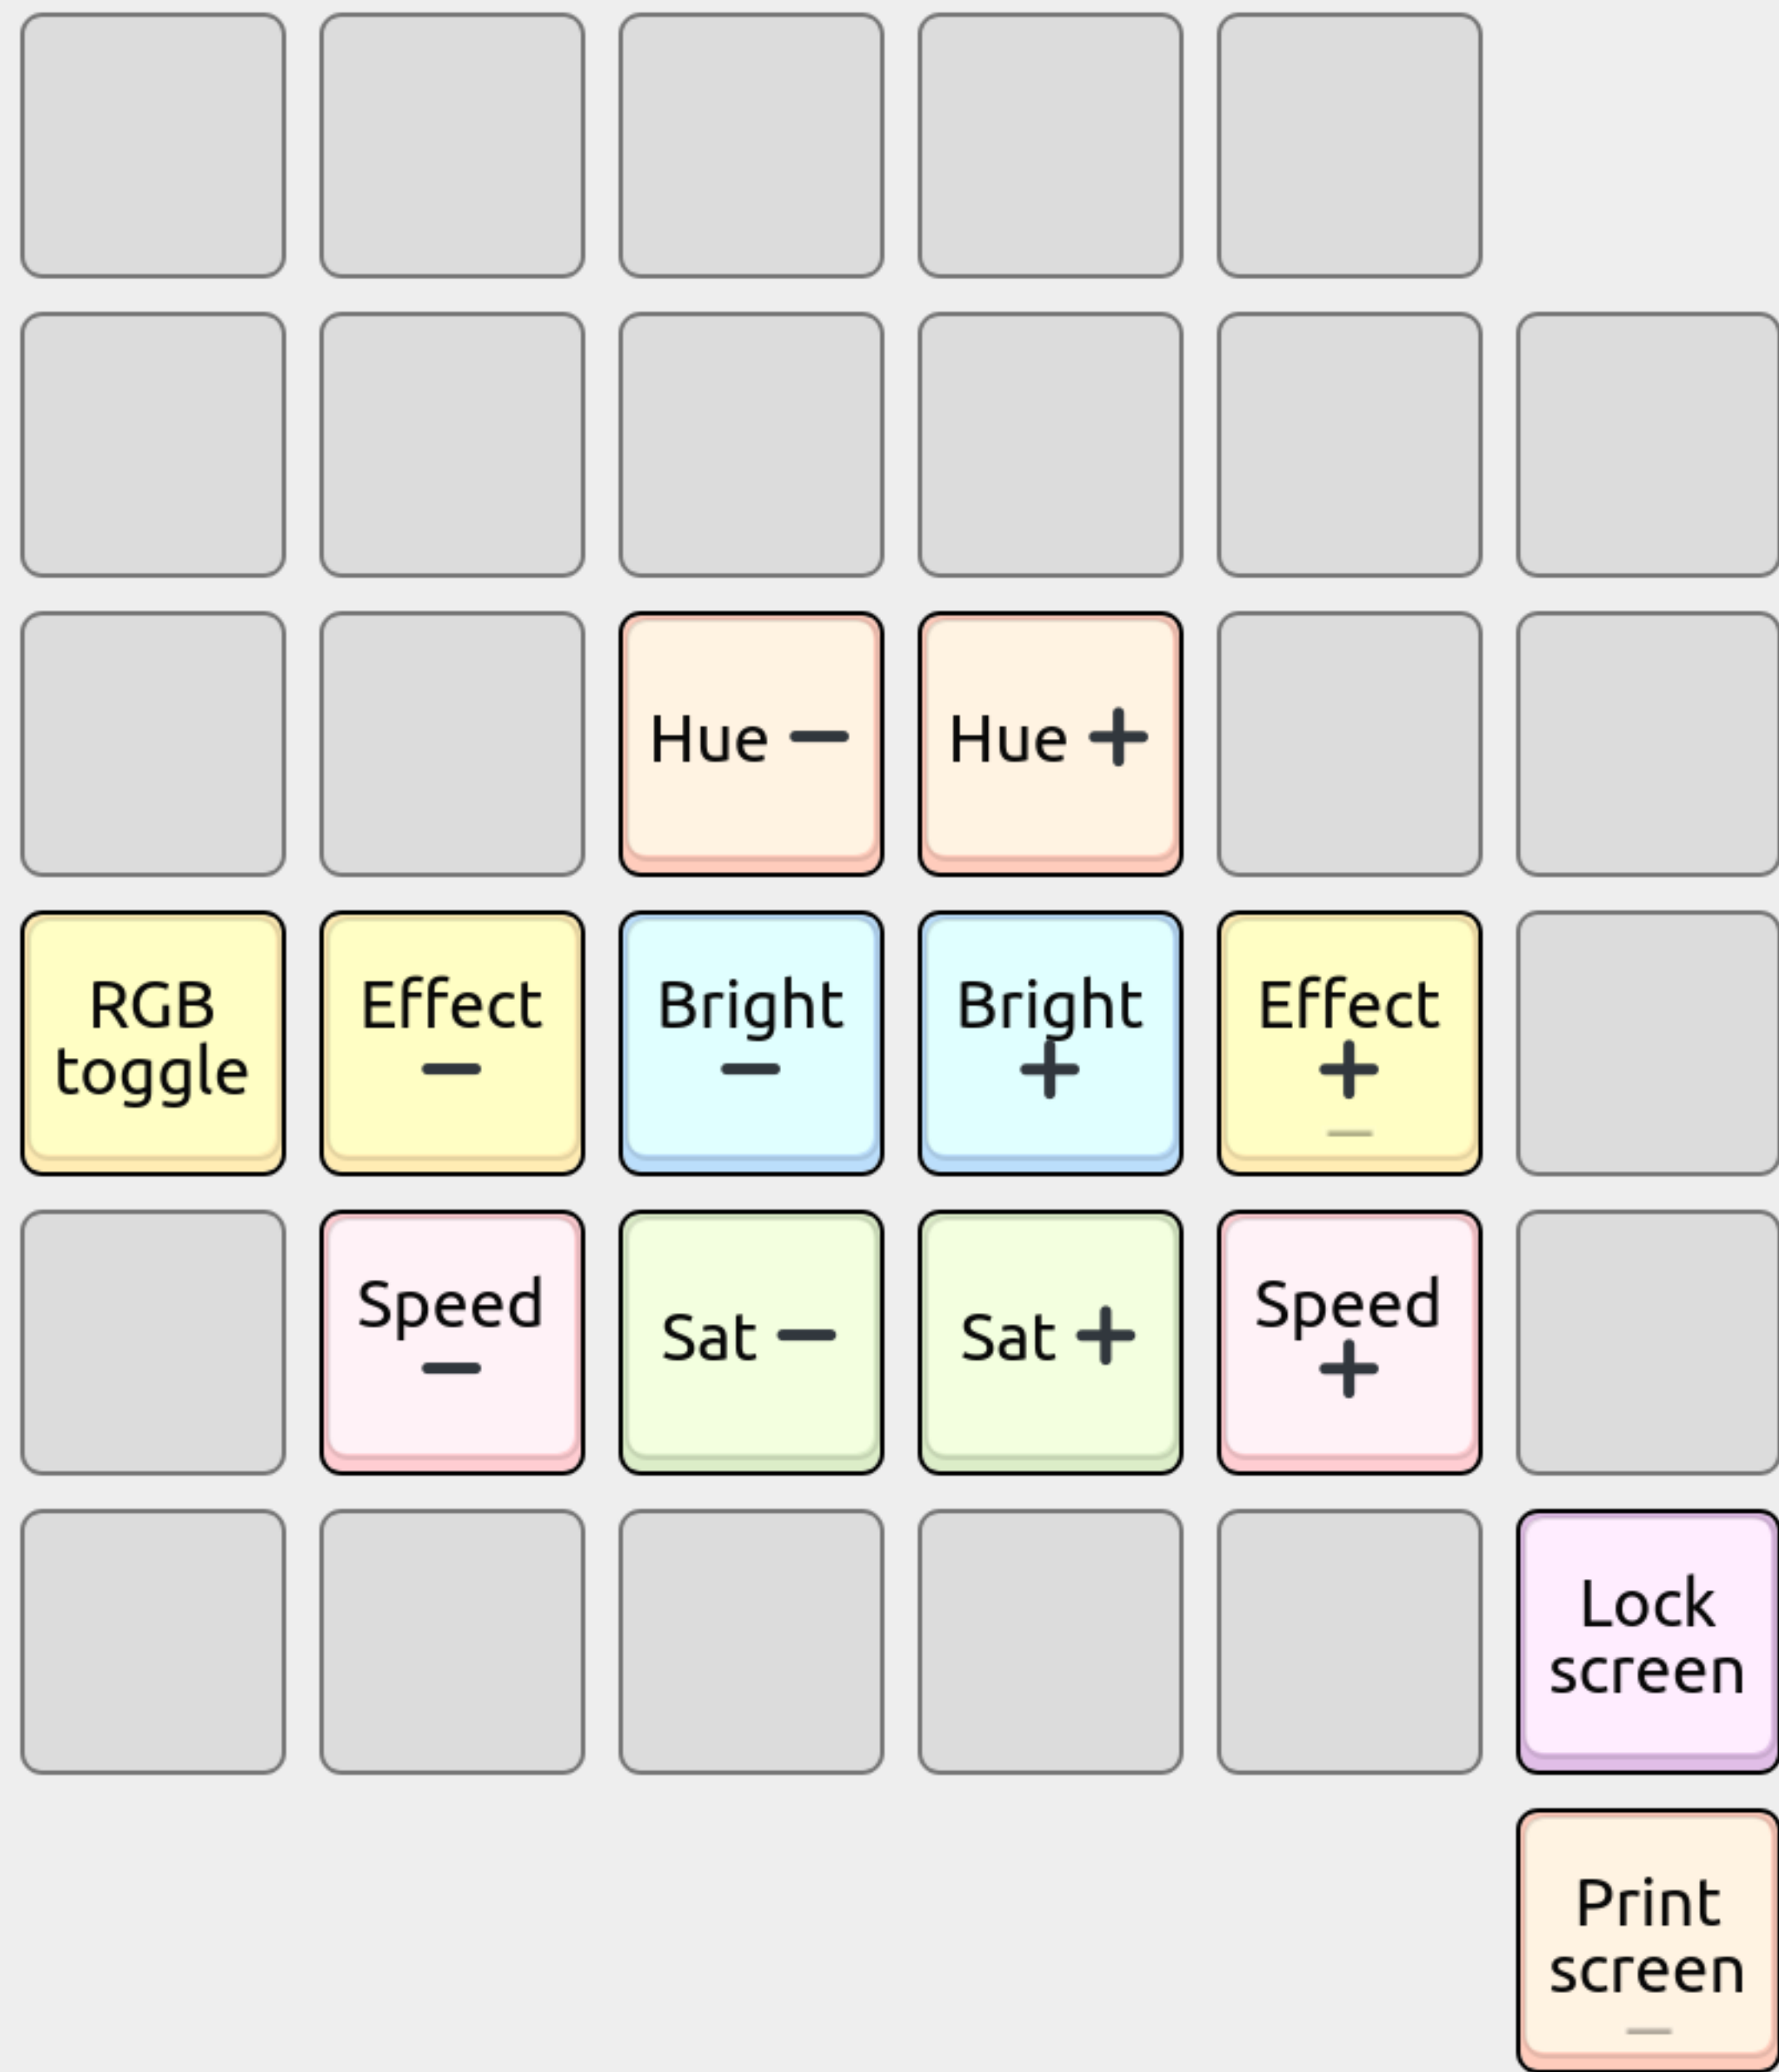 Hue − Hue +
RGB toggle
Effect −
Bright −
Bright +
Effect +
Speed −
Sat −
Sat +
Speed +
Lock
screen
Print
screen